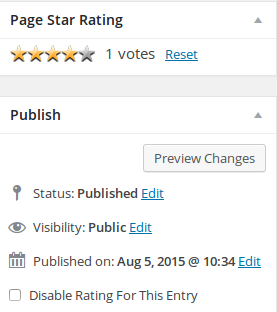 Page Star Rating
1 votes Reset
Publish
Preview Changes
Status: Published Edit
Visibility: Public Edit
Published on: Aug 5, 2015 @ 10:34 Edit
Disable Rating For This Entry